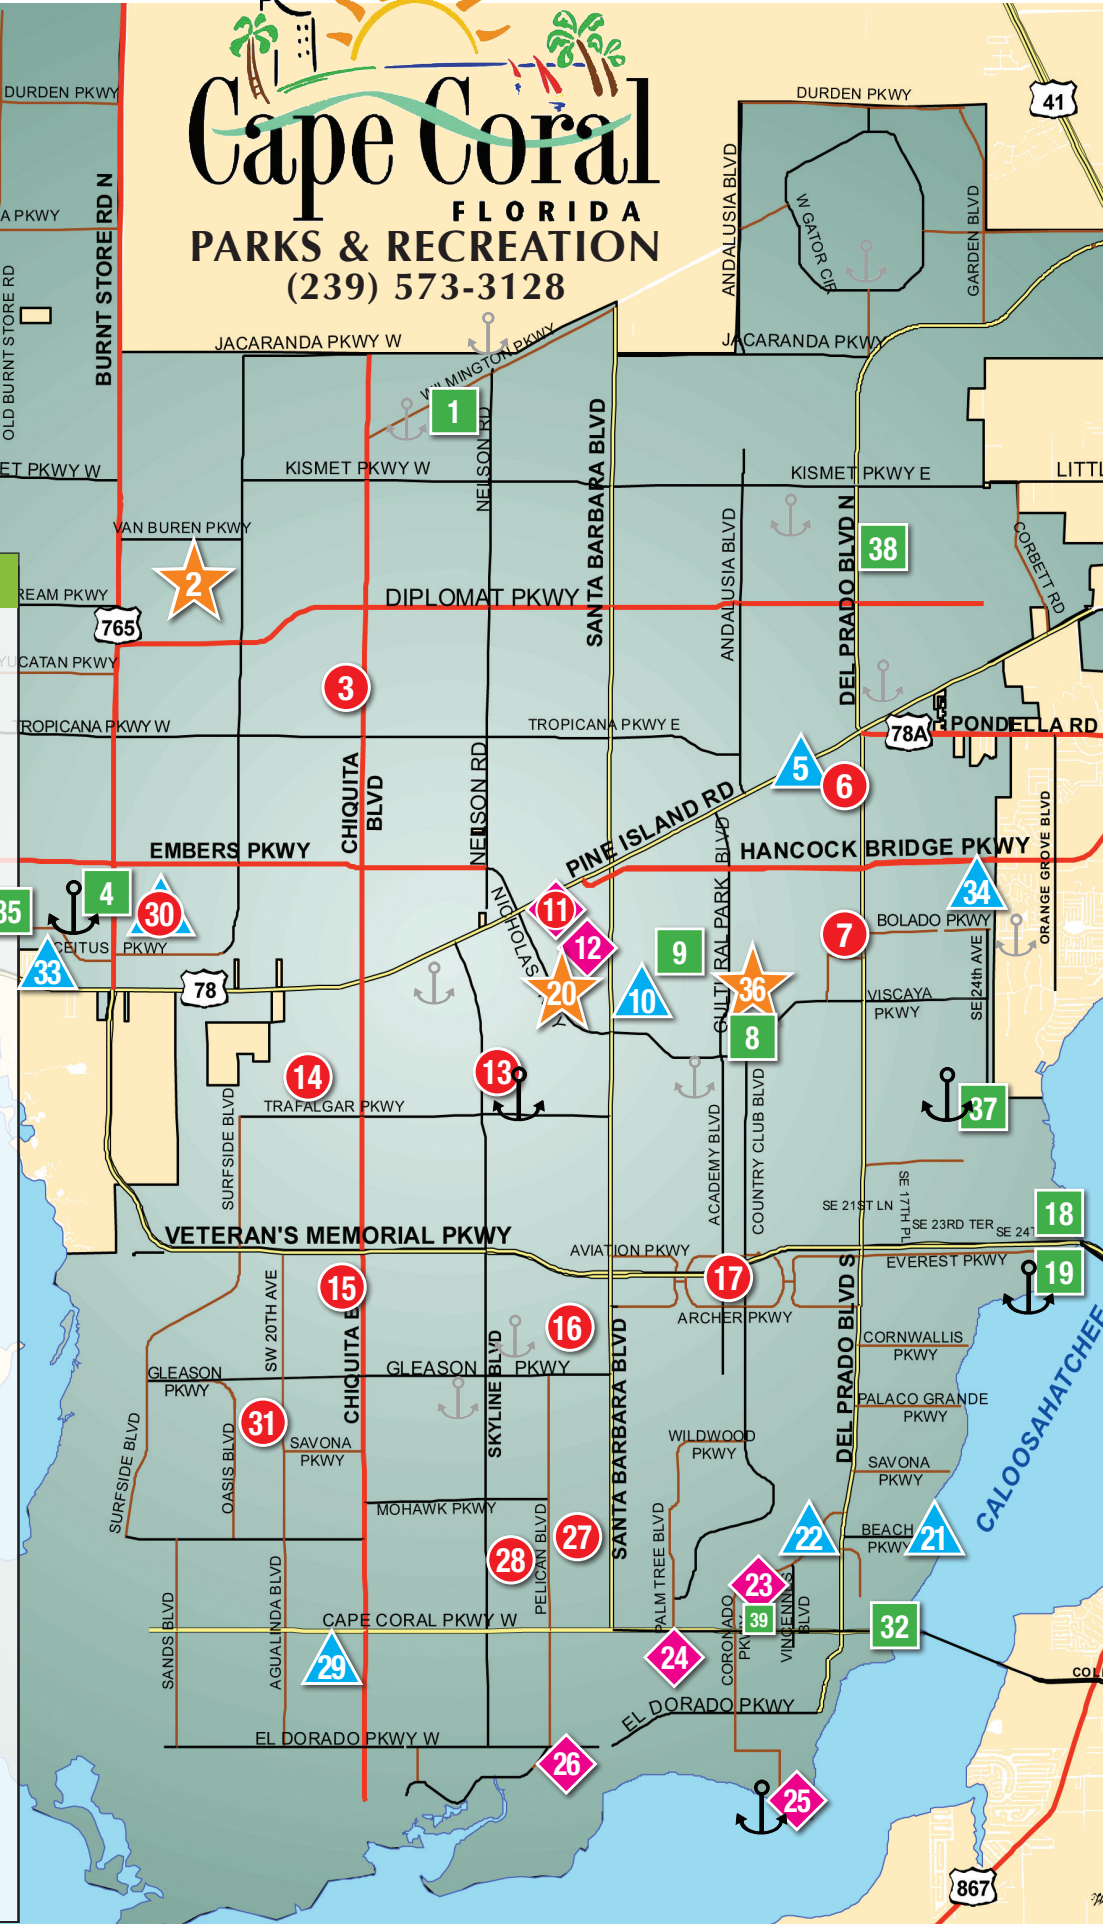 Cape Coral
FLORIDA
PARKS & RECREATION
(239) 573-3128
DURDEN PKWY
DURDEN PKWY
41
A PKWY
OLD BURNT STORE RD
BURNT STORE RD N
ANDALUSIA BLVD
W GATOR CIR
GARDEN BLVD
JACARANDA PKWY W
WILMINGTON PKWY
JACARANDA PKWY
1
NELSON RD
SANTA BARBARA BLVD
ET PKWY W
KISMET PKWY W
KISMET PKWY E
LITTL
VAN BUREN PKWY
2
ANDALUSIA BLVD
DEL PRADO BLVD N
38
CORBETT RD
REAM PKWY
765
DIPLOMAT PKWY
YUCATAN PKWY
3
TROPICANA PKWY W
TROPICANA PKWY E
78A
PONDELLA RD
5
6
CHIQUITA
BLVD
NELSON RD
PINE ISLAND RD
EMBERS PKWY
HANCOCK BRIDGE PKWY
ORANGE GROVE BLVD
35
4
30
34
11
12
NICHOLAS
9
CULTURAL PARK BLVD
7
BOLADO PKWY
CEITUS PKWY
33
78
20
10
36
8
VISCAYA
PKWY
SE 24th AVE
14
13
37
TRAFALGAR PKWY
SURFSIDE BLVD
ACADEMY BLVD
COUNTRY CLUB BLVD
SE 21ST LN
SE 17TH PL
SE 23RD TER
SE 24T
18
VETERAN'S MEMORIAL PKWY
AVIATION PKWY
EVEREST PKWY
19
17
15
SW 20TH AVE
CHIQUITA B
16
ARCHER PKWY
SKYLINE BLVD
SANTA BARBARA BLVD
DEL PRADO BLVD S
CORNWALLIS
PKWY
GLEASON
PKWY
GLEASON PKWY
PALACO GRANDE
PKWY
CALOOSAHATCHEE
31
SURFSIDE BLVD
OASIS BLVD
SAVONA
PKWY
WILDWOOD
PKWY
SAVONA
PKWY
MOHAWK PKWY
PELICAN BLVD
27
28
PALM TREE BLVD
22
BEACH
PKWY
21
23
39
CORONADO
PKWY
VINCENNES
BLVD
32
CAPE CORAL PKWY W
SANDS BLVD
AGUALINDA BLVD
29
24
COL
EL DORADO PKWY
EL DORADO PKWY W
26
25
867